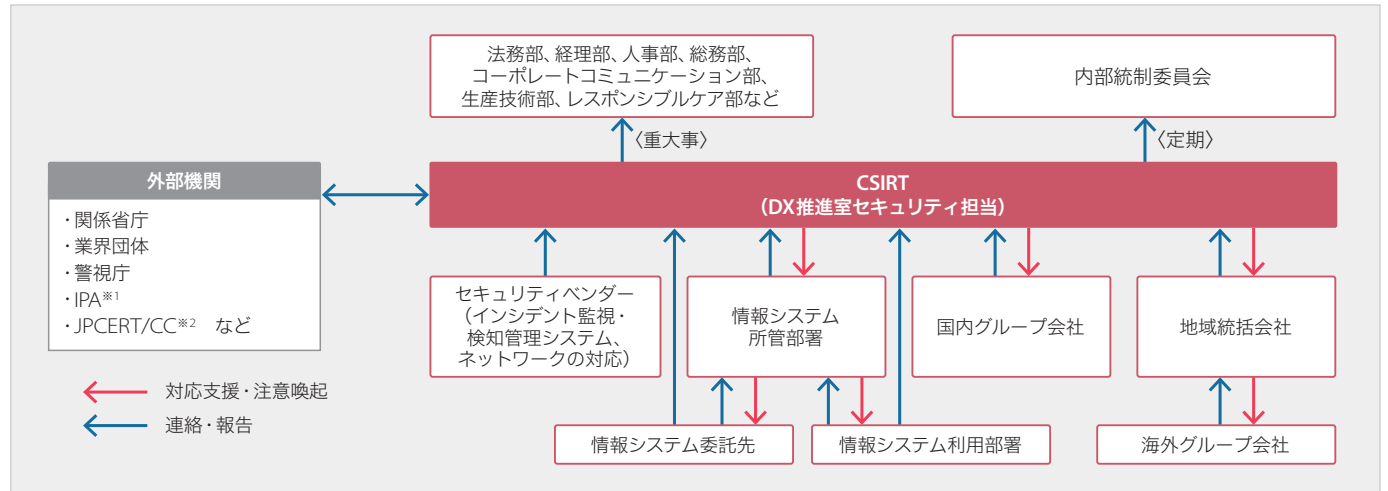 法務部、経理部、人事部、総務部、
コーポレートコミュニケーション部、
生産技術部、レスポンシブルケア部など
内部統制委員会
〈重大事〉
〈定期〉
外部機関
・関係省庁
・業界団体
・警視庁
・IPA※1
・JPCERT/CC※2　など
CSIRT
（DX推進室セキュリティ担当）
セキュリティベンダー
（インシデント監視・
検知管理システム、
ネットワークの対応）
情報システム
所管部署
国内グループ会社
地域統括会社
対応支援・注意喚起
連絡・報告
情報システム委託先
情報システム利用部署
海外グループ会社